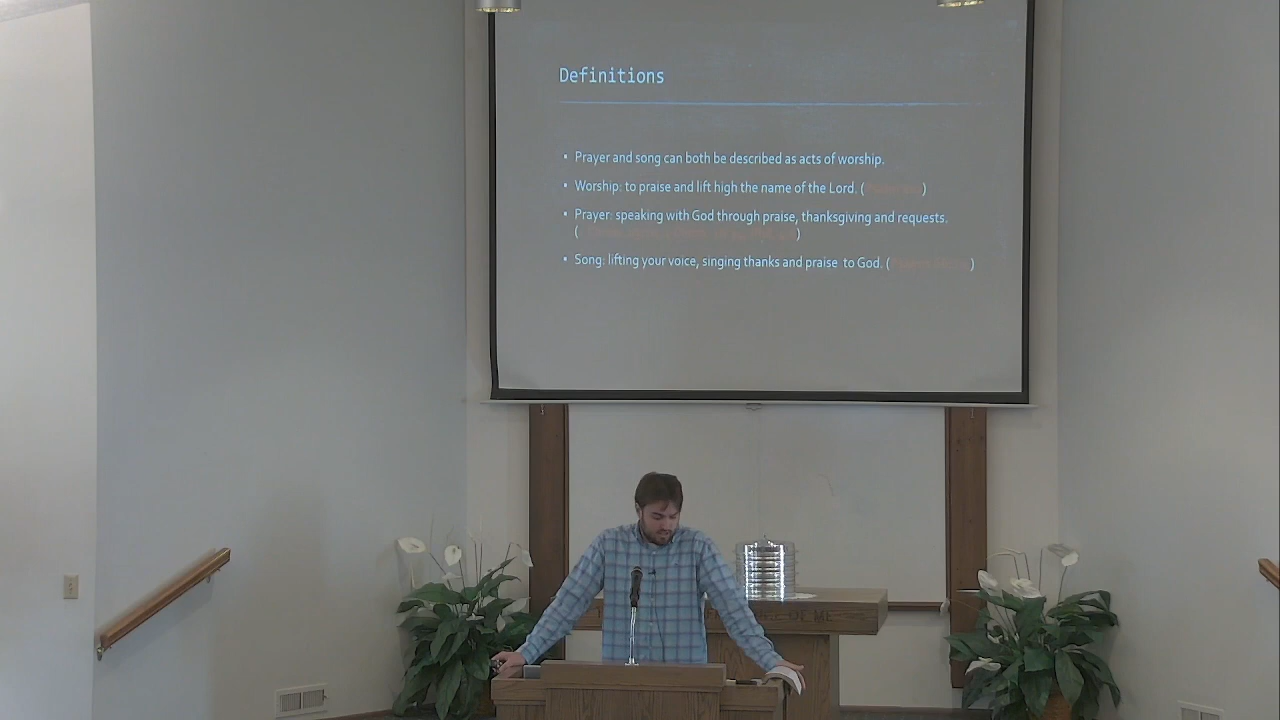 Definitions
▪ Prayer and song can both be described as acts of worship.
▪ Worship: to praise and lift high the name of the Lord. ( )
▪ Prayer: speaking with God through praise, thanksgiving and requests.
( )
▪ Song: lifting your voice, singing thanks and praise to God. ( )
OF ME